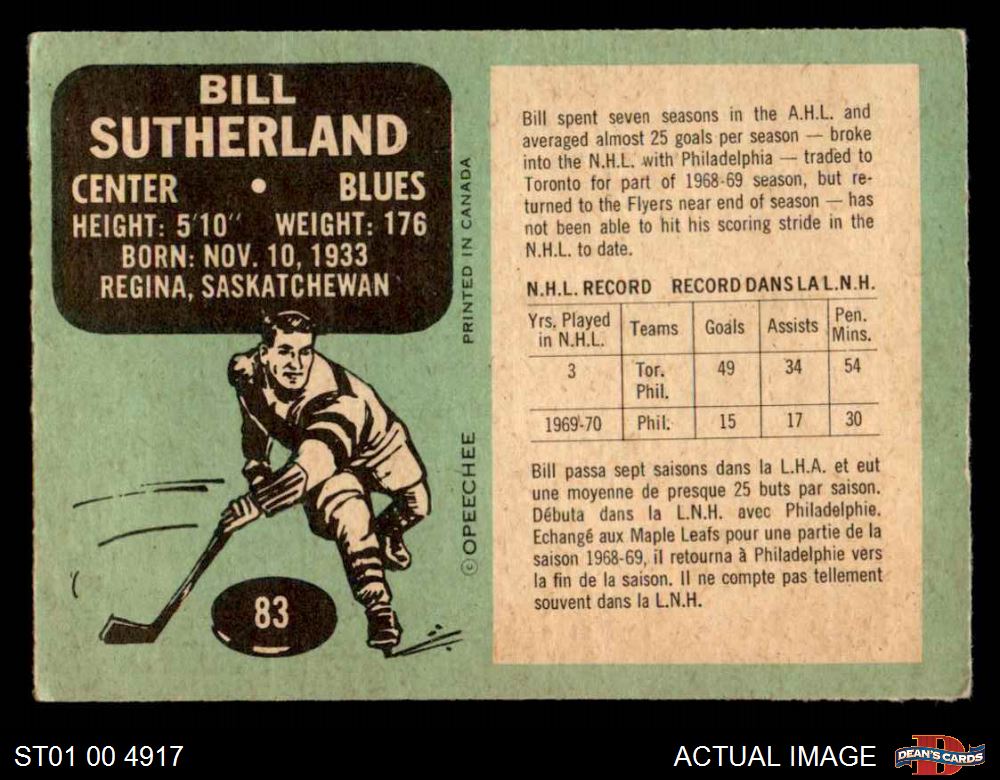 BILL
SUTHERLAND
CENTER • BLUES
HEIGHT: 5'10" WEIGHT: 176
BORN: NOV. 10, 1933
REGINA, SASKATCHEWAN
83
© OPEECHEE PRINTED IN CANADA
Bill spent seven seasons in the A.H.L. and
averaged almost 25 goals per season — broke
into the N.H.L. with Philadelphia — traded to
Toronto for part of 1968-69 season, but re-
turned to the Flyers near end of season — has
not been able to hit his scoring stride in the
N.H.L. to date.
N.H.L. RECORD RECORD DANS LA L.N.H.
Yrs. Played in N.H.L. Teams Goals Assists Pen. Mins.
3 Tor. Phil. 49 34 54
1969-70 Phil. 15 17 30
Bill passa sept saisons dans la L.H.A. et eut
une moyenne de presque 25 buts par saison.
Débuta dans la L.N.H. avec Philadelphie.
Echangé aux Maple Leafs pour une partie de la
saison 1968-69, il retourna à Philadelphie vers
la fin de la saison. Il ne compte pas tellement
souvent dans la L.N.H.
ST01 00 4917
ACTUAL IMAGE
DEAN'S CARDS